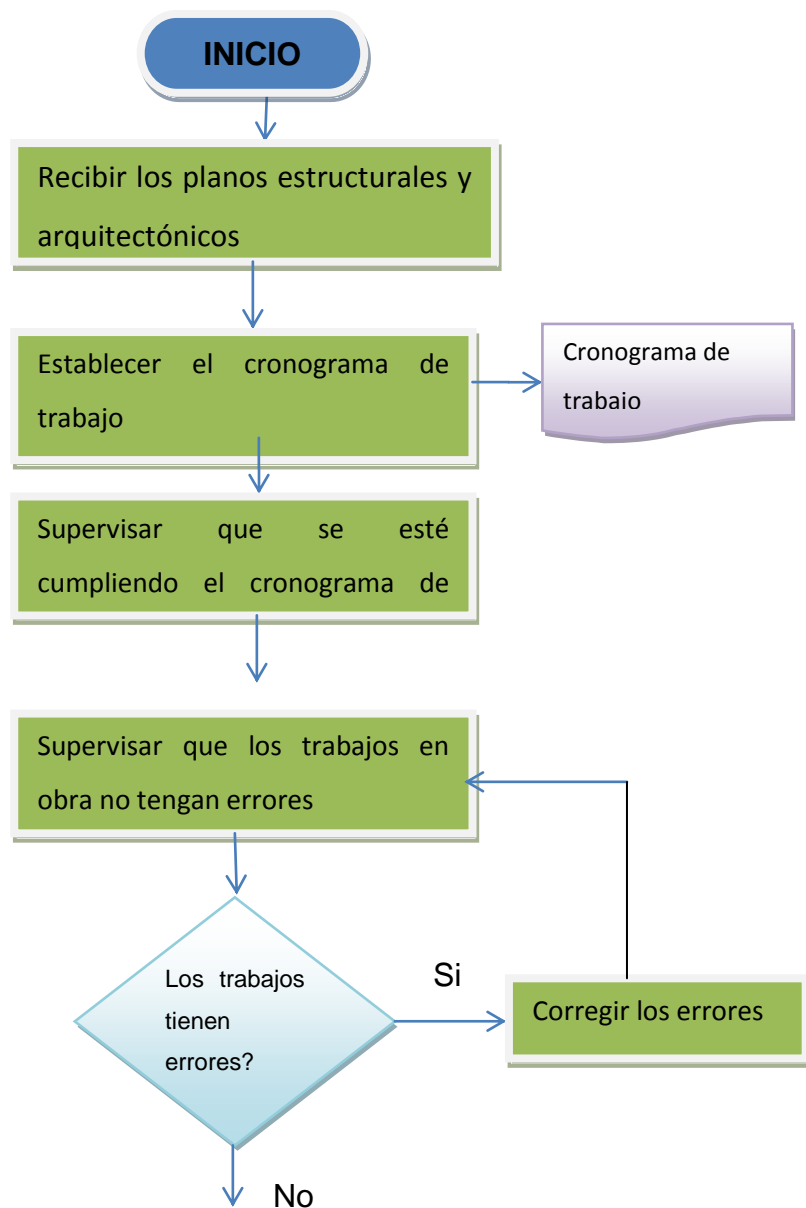 INICIO
Recibir los planos estructurales y
arquitectónicos
Establecer el cronograma de
trabajo
Cronograma de
trabajo
Supervisar que se esté
cumpliendo el cronograma de
Supervisar que los trabajos en
obra no tengan errores
Los trabajos
tienen
errores?
Si
Corregir los errores
No